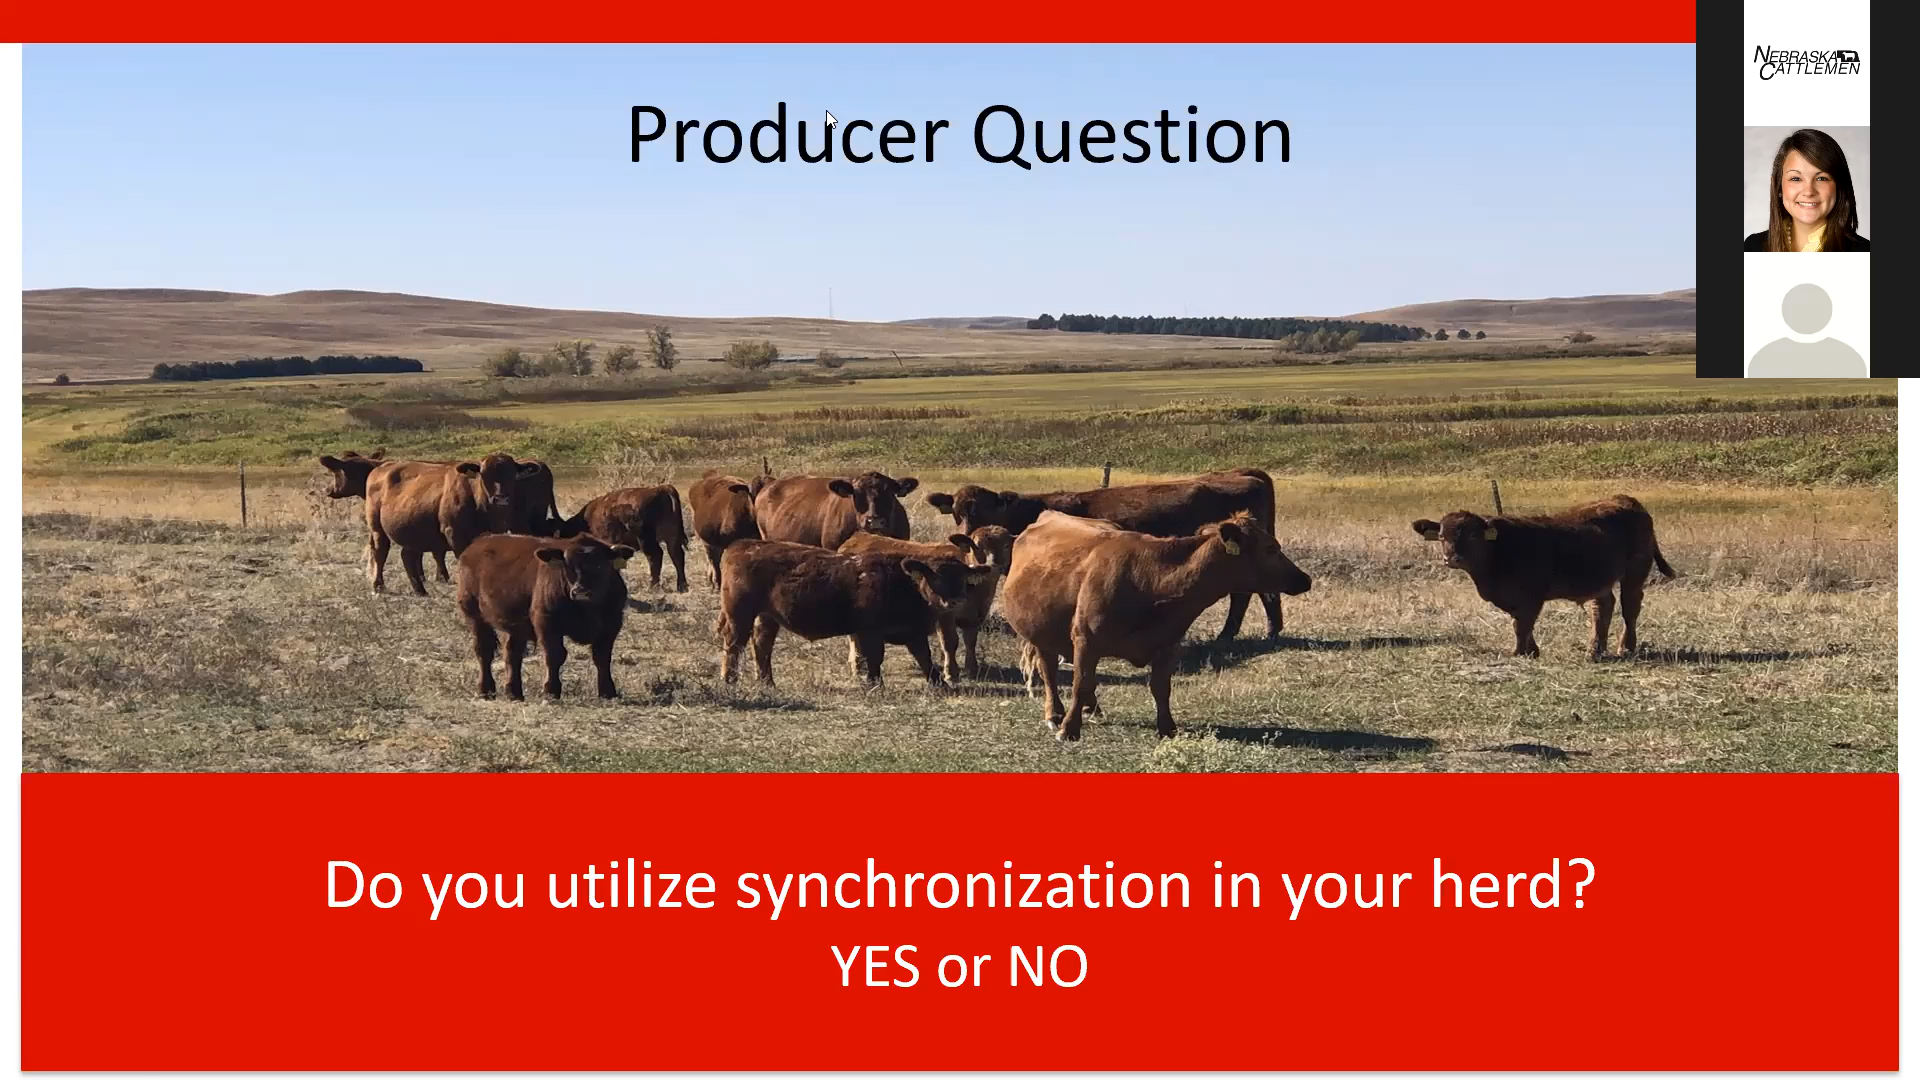 Producer Question
NEBRASKA
CATTLEMEN
Do you utilize synchronization in your herd?
YES or NO